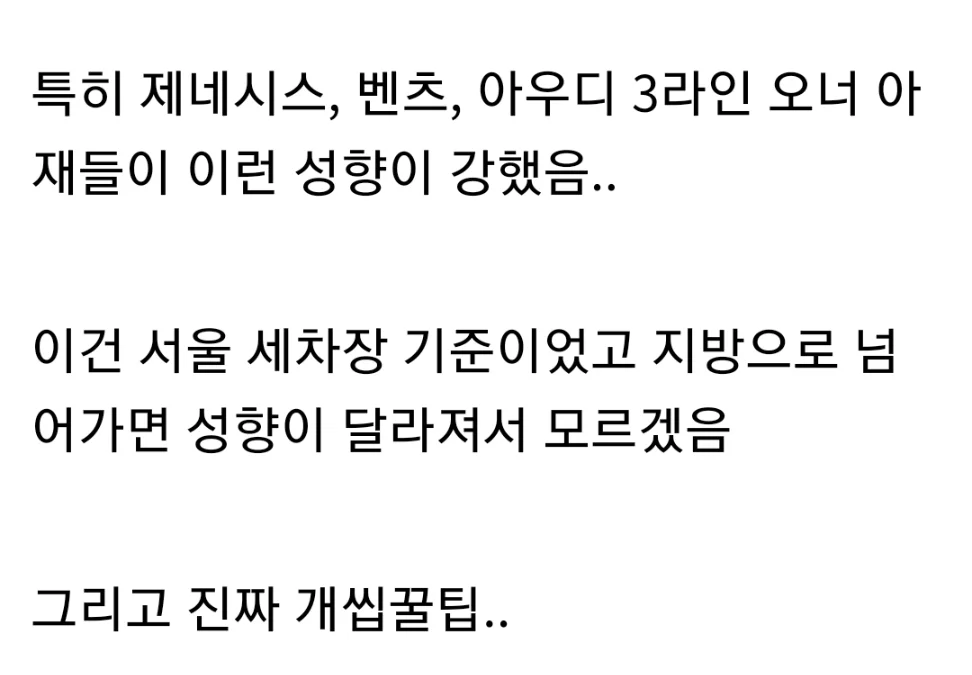 특히 제네시스, 벤츠, 아우디 3라인 오너 아
재들이 이런 성향이 강했음..
이건 서울 세차장 기준이었고 지방으로 넘
어가면 성향이 달라져서 모르겠음
그리고 진짜 개씹꿀팁..